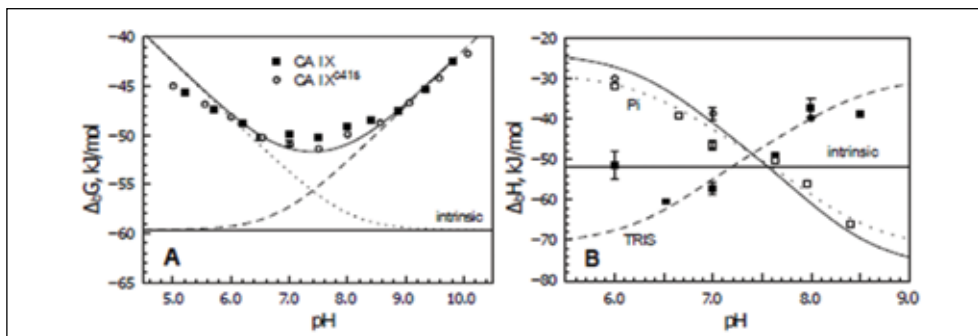 −40
−45
−50
−55
−60
−65
ΔbG, kJ/mol
CA IX
CA IXc41s
intrinsic
A
5.0 6.0 7.0 8.0 9.0 10.0
pH
−20
−30
−40
−50
−60
−70
−80
ΔbH, kJ/mol
Pi
intrinsic
TRIS
B
6.0 7.0 8.0 9.0
pH